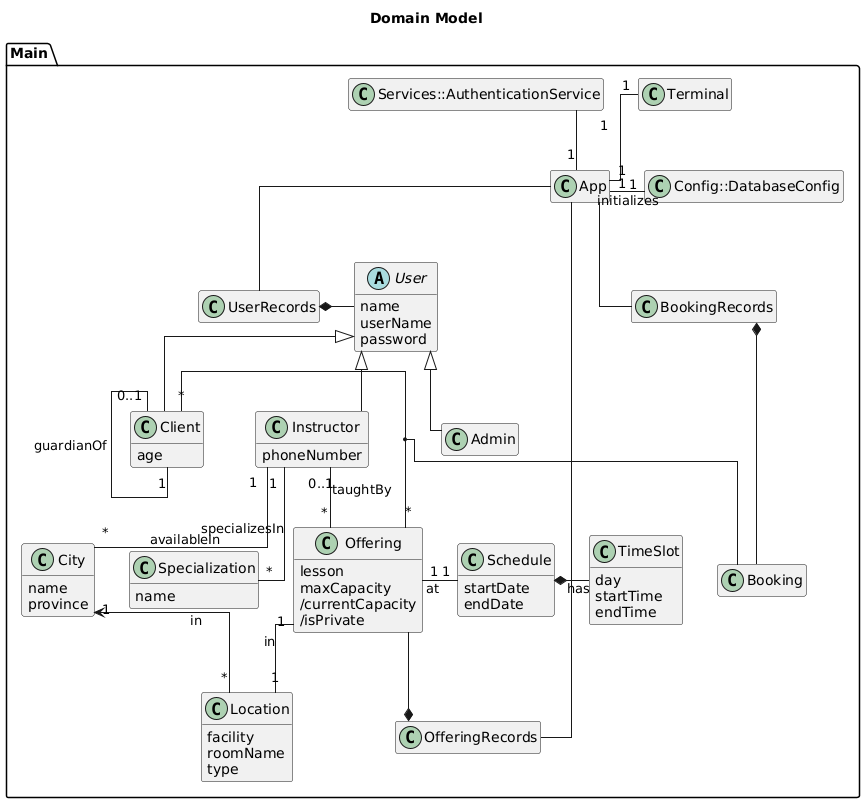 Domain Model
Main
C Services::AuthenticationService
1
C Terminal
1
1
1
C App
1 1
C Config::DatabaseConfig
initializes
A User
name
userName
password
C UserRecords
C BookingRecords
0..1
*
C Client
age
C Instructor
phoneNumber
C Admin
guardianOf
1
1
1
0..1
taughtBy
*
*
*
specializesIn
availableIn
C City
name
province
C Specialization
name
*
C Offering
lesson
maxCapacity
/currentCapacity
/isPrivate
1 1
at
C Schedule
startDate
endDate
has
C TimeSlot
day
startTime
endTime
C Booking
1
in
1
in
*
1
C Location
facility
roomName
type
C OfferingRecords